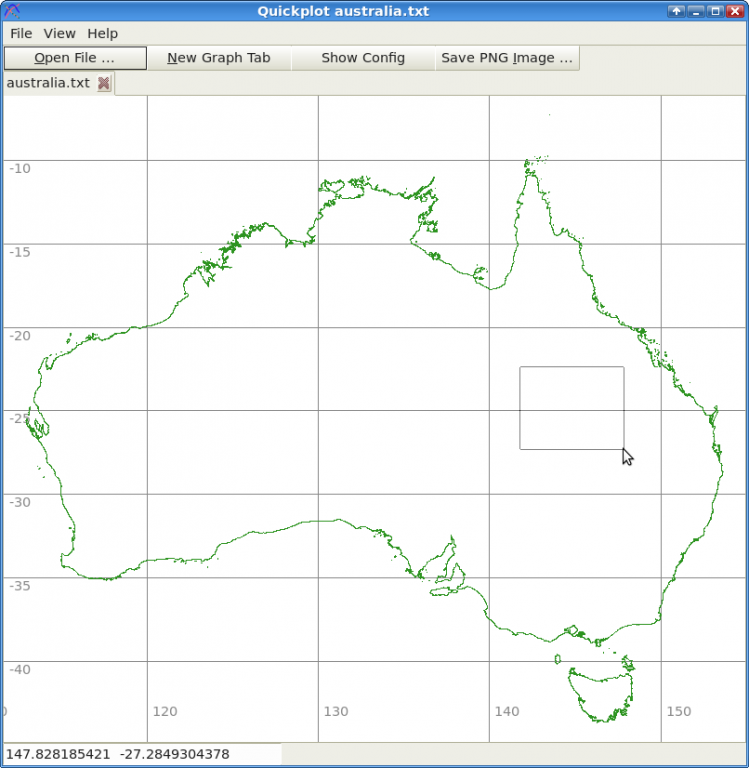 Quickplot australia.txt
File View Help
Open File ... New Graph Tab Show Config Save PNG Image ...
australia.txt
-10
-15
-20
-25
-30
-35
-40
0 120 130 140 150
147.828185421 -27.2849304378